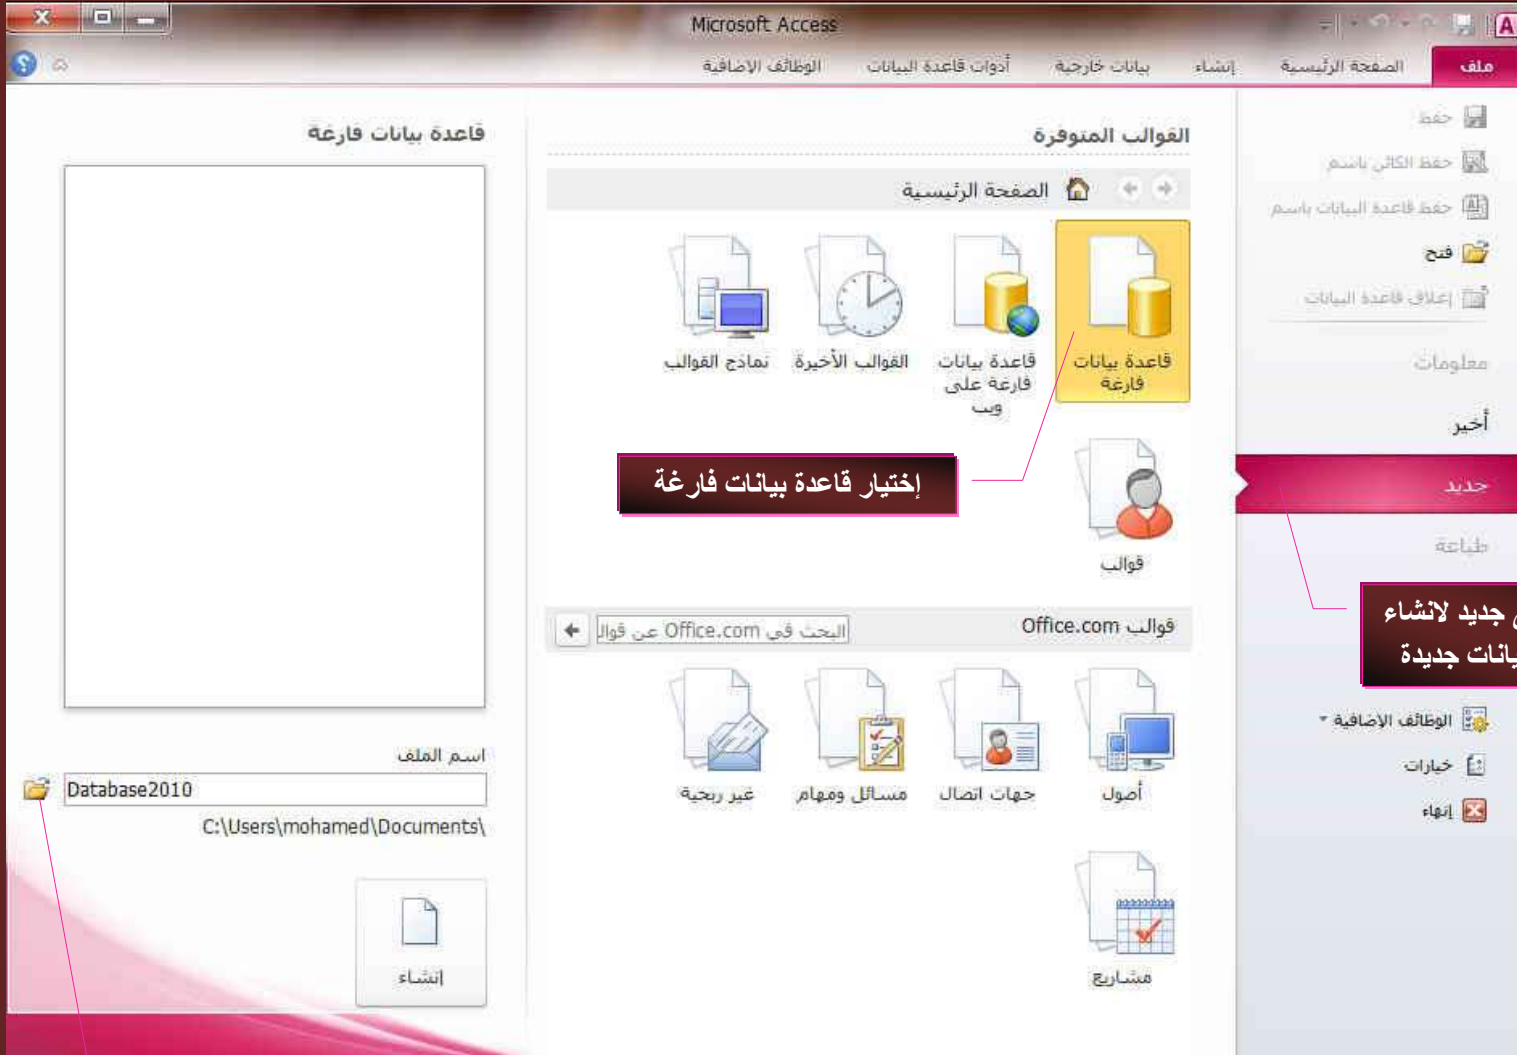 Microsoft Access
ملف
الصفحة الرئيسية
إنشاء
بيانات خارجية
أدوات قاعدة البيانات
الوظائف الإضافية
حفظ
حفظ الكائن باسم
حفظ قاعدة البيانات باسم
فتح
إغلاق قاعدة البيانات
معلومات
أخير
جديد
طباعة
جديد لانشاء
جديدة
الوظائف الإضافية
خيارات
إنهاء
القوالب المتوفرة
الصفحة الرئيسية
قاعدة بيانات
فارغة
قاعدة بيانات
فارغة على
ويب
القوالب الأخيرة
نماذج القوالب
إختيار قاعدة بيانات فارغة
قوالب
قوالب Office.com
البحث في Office.com عن
أصول
جهات اتصال
مسائل ومهام
غير ربحية
مشاريع
قاعدة بيانات فارغة
اسم الملف
Database2010
C:\Users\mohamed\Documents\
إنشاء